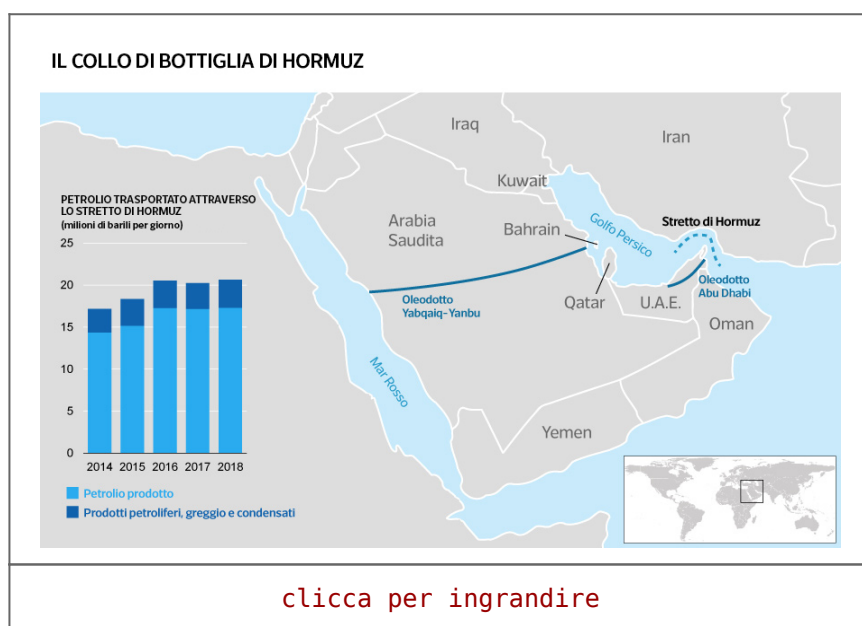 IL COLLO DI BOTTIGLIA DI HORMUZ
Iraq
Iran
Kuwait
PETROLIO TRASPORTATO ATTRAVERSO
LO STRETTO DI HORMUZ
(milioni di barili per giorno)
Arabia
Saudita
Bahrain
Golfo Persico
Stretto di Hormuz
25
20
15
10
5
0
2014 2015 2016 2017 2018
Oleodotto
Yabqaiq-Yanbu
Qatar
U.A.E.
Oleodotto
Abu Dhabi
Oman
Mar Rosso
Yemen
Petrolio prodotto
Prodotti petroliferi, greggio e condensati
clicca per ingrandire